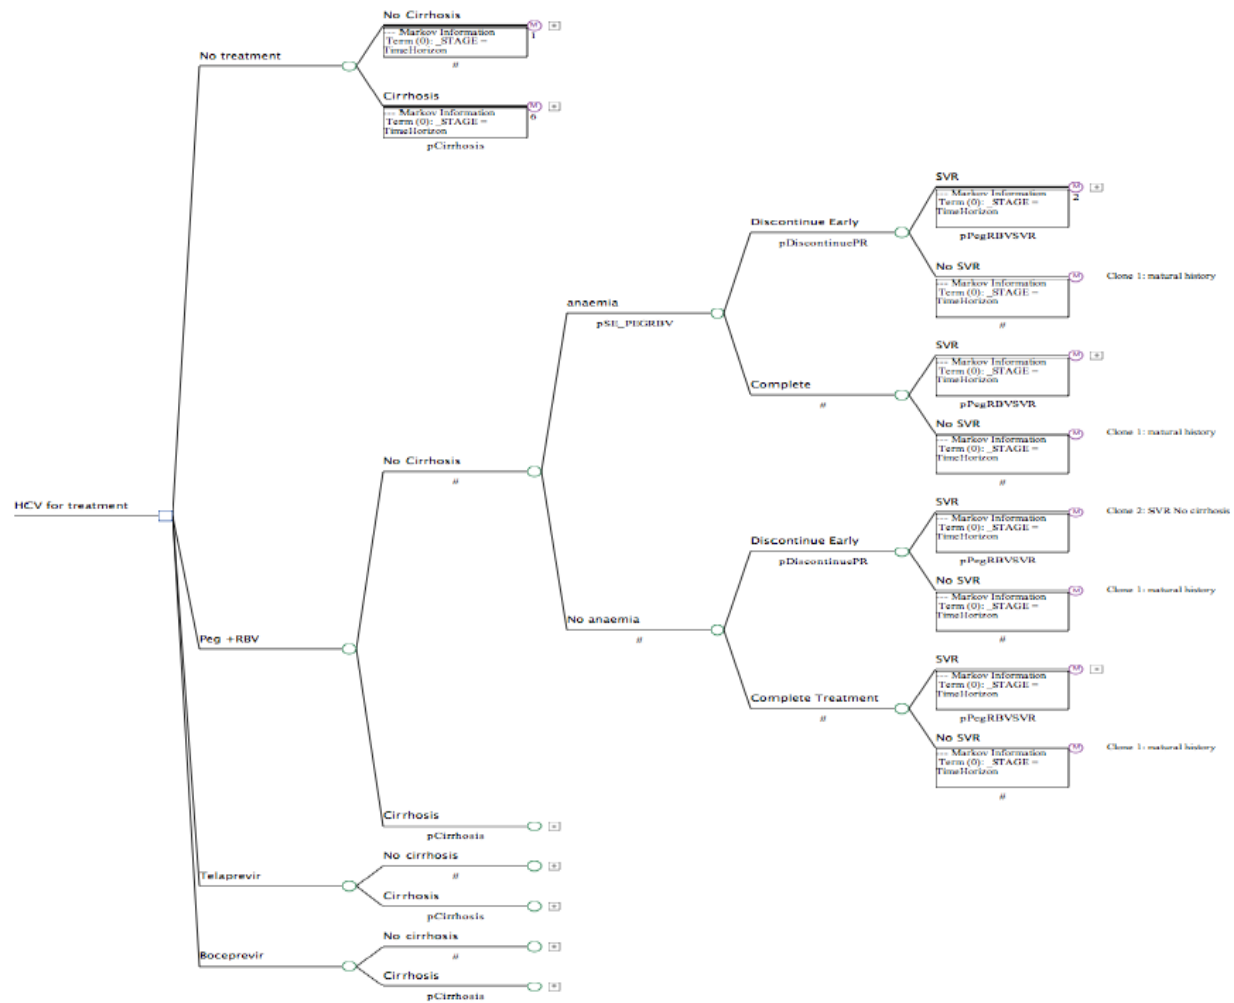 No Cirrhosis
--- Markov Information
Term (0): _STAGE =
TimeHorizon
#
M
1
+
No treatment
Cirrhosis
--- Markov Information
Term (0): _STAGE =
TimeHorizon
pCirrhosis
M
6
+
SVR
--- Markov Information
Term (0): _STAGE =
TimeHorizon
pPegRBVSVR
M
2
+
Discontinue Early
pDiscontinuePR
No SVR
--- Markov Information
Term (0): _STAGE =
TimeHorizon
#
M
Clone 1: natural history
anaemia
pSE_PEGRBV
SVR
--- Markov Information
Term (0): _STAGE =
TimeHorizon
pPegRBVSVR
M
+
Complete
#
No SVR
--- Markov Information
Term (0): _STAGE =
TimeHorizon
#
M
Clone 1: natural history
No Cirrhosis
#
HCV for treatment
SVR
--- Markov Information
Term (0): _STAGE =
TimeHorizon
pPegRBVSVR
M
Clone 2: SVR No cirrhosis
Discontinue Early
pDiscontinuePR
No SVR
--- Markov Information
Term (0): _STAGE =
TimeHorizon
#
M
Clone 1: natural history
No anaemia
#
Peg +RBV
SVR
--- Markov Information
Term (0): _STAGE =
TimeHorizon
pPegRBVSVR
M
+
Complete Treatment
#
No SVR
--- Markov Information
Term (0): _STAGE =
TimeHorizon
#
M
Clone 1: natural history
Cirrhosis
pCirrhosis
+
No cirrhosis
#
+
Telaprevir
Cirrhosis
pCirrhosis
+
No cirrhosis
#
+
Boceprevir
Cirrhosis
pCirrhosis
+